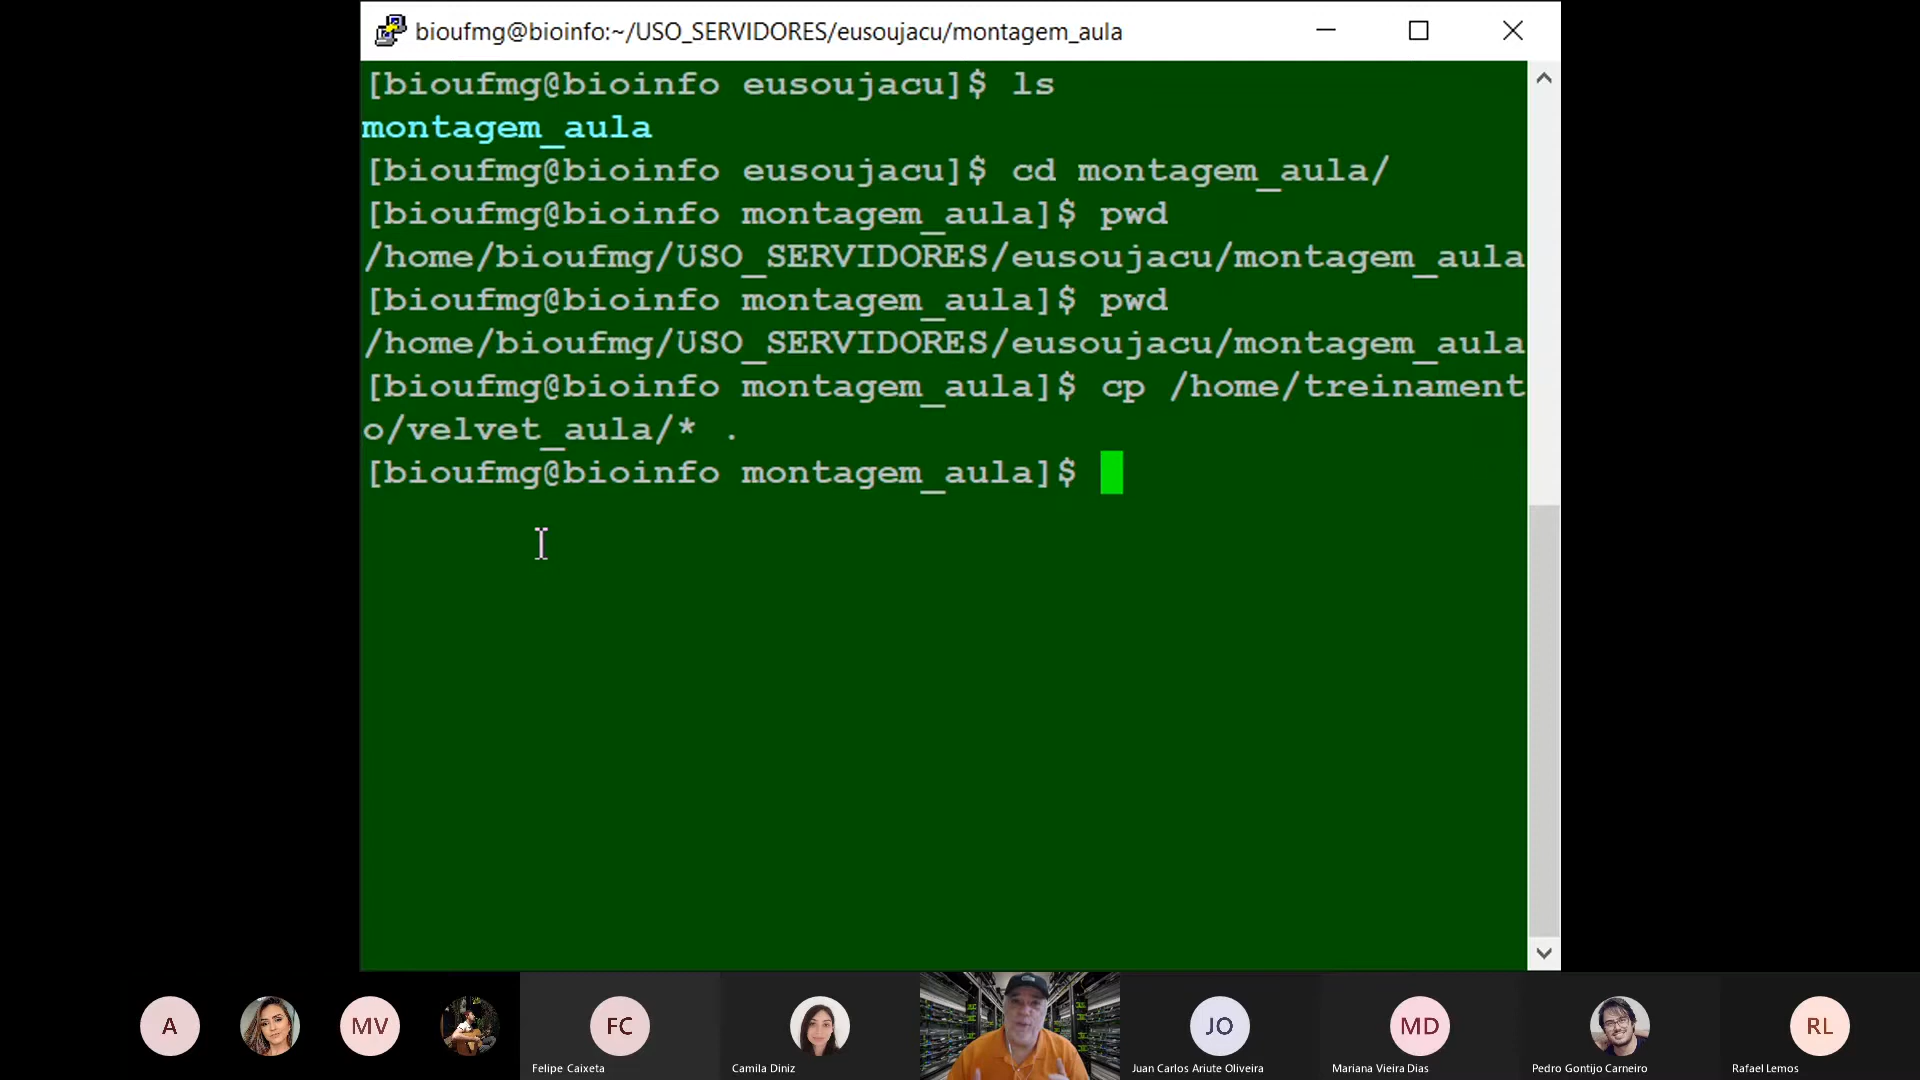 bioufmg@bioinfo:~/USO_SERVIDORES/eusoujacu/montagem_aula
[bioufmg@bioinfo eusoujacu]$ ls
montagem_aula
[bioufmg@bioinfo eusoujacu]$ cd montagem_aula/
[bioufmg@bioinfo montagem_aula]$ pwd
/home/bioufmg/USO_SERVIDORES/eusoujacu/montagem_aula
[bioufmg@bioinfo montagem_aula]$ pwd
/home/bioufmg/USO_SERVIDORES/eusoujacu/montagem_aula
[bioufmg@bioinfo montagem_aula]$ cp /home/treinament
o/velvet_aula/* .
[bioufmg@bioinfo montagem_aula]$
A
MV
FC
JO
MD
RL
Felipe Caixeta
Camila Diniz
Juan Carlos Ariute Oliveira
Mariana Vieira Dias
Pedro Gontijo Carneiro
Rafael Lemos